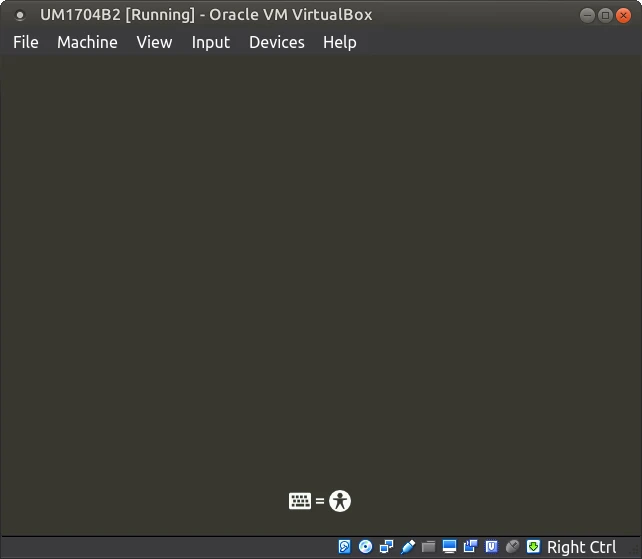 UM1704B2 [Running] - Oracle VM VirtualBox
File Machine View Input Devices Help
=
Right Ctrl